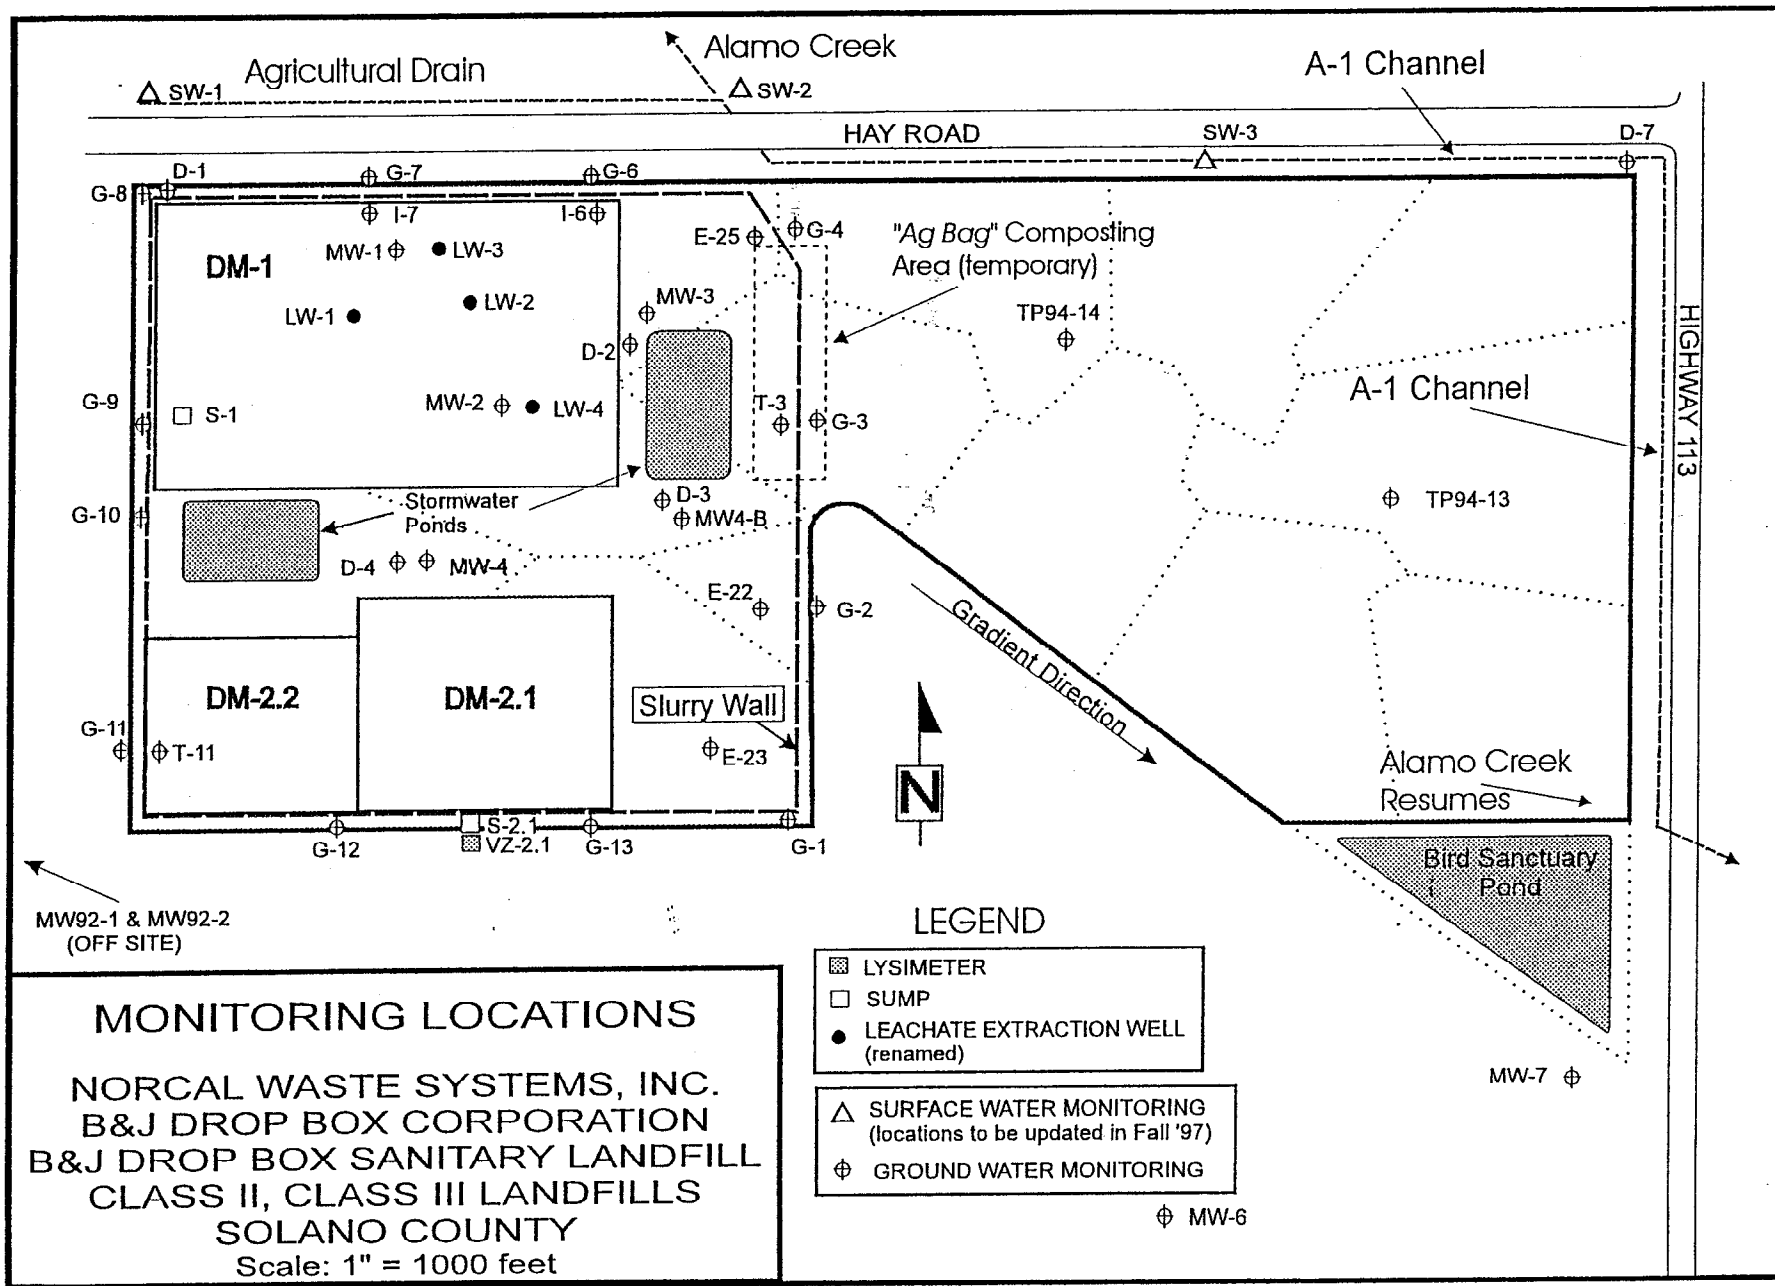 Agricultural Drain
Alamo Creek
A-1 Channel
SW-1
SW-2
HAY ROAD
SW-3
D-7
D-1
G-7
G-6
G-8
I-7
I-6
G-4
E-25
"Ag Bag" Composting
Area (temporary)
MW-1
LW-3
DM-1
LW-1
LW-2
MW-3
D-2
TP94-14
HIGHWAY 113
A-1 Channel
G-9
S-1
MW-2
LW-4
T-3
G-3
Stormwater
Ponds
D-3
MW4-B
TP94-13
G-10
D-4
MW-4
E-22
G-2
Gradient Direction
DM-2.2
DM-2.1
Slurry Wall
G-11
T-11
E-23
N
Alamo Creek
Resumes
S-2.1
VZ-2.1
G-12
G-13
G-1
Bird Sanctuary
Pond
MW92-1 & MW92-2
(OFF SITE)
LEGEND
LYSIMETER
SUMP
LEACHATE EXTRACTION WELL
(renamed)
SURFACE WATER MONITORING
(locations to be updated in Fall '97)
GROUND WATER MONITORING
MW-7
MW-6
MONITORING LOCATIONS
NORCAL WASTE SYSTEMS, INC.
B&J DROP BOX CORPORATION
B&J DROP BOX SANITARY LANDFILL
CLASS II, CLASS III LANDFILLS
SOLANO COUNTY
Scale: 1" = 1000 feet